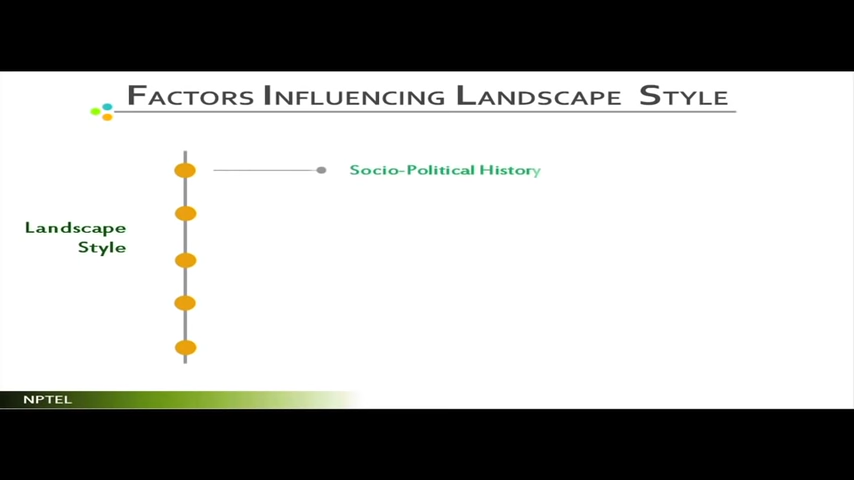 FACTORS INFLUENCING LANDSCAPE STYLE
Socio-Political History
Landscape
Style
NPTEL